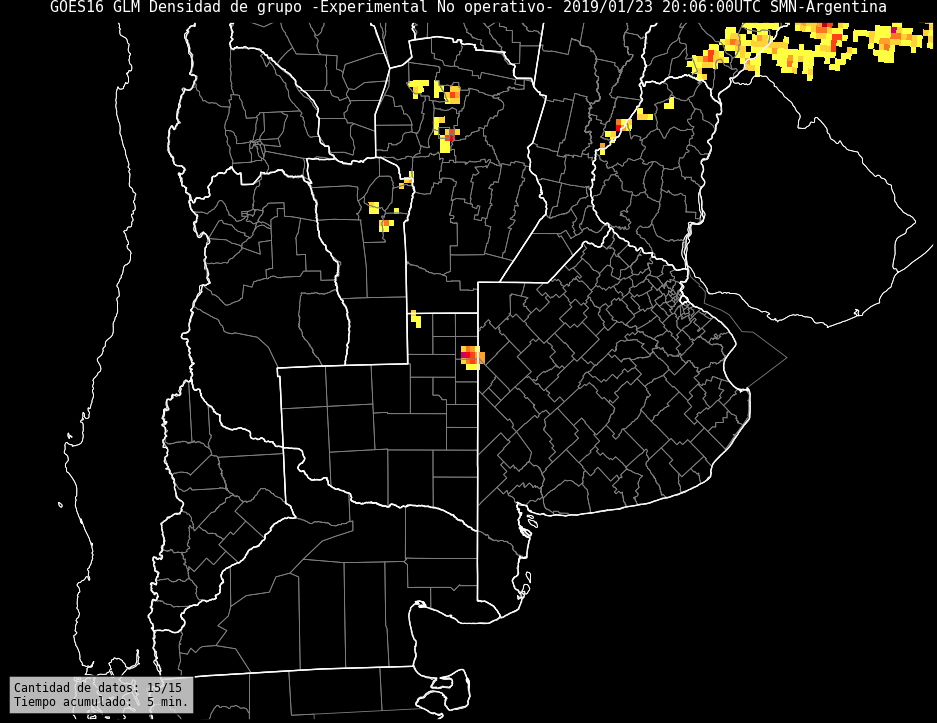 GOES16 GLM Densidad de grupo -Experimental No operativo- 2019/01/23 20:06:00UTC SMN-Argentina
Cantidad de datos: 15/15
Tiempo acumulado:  5 min.